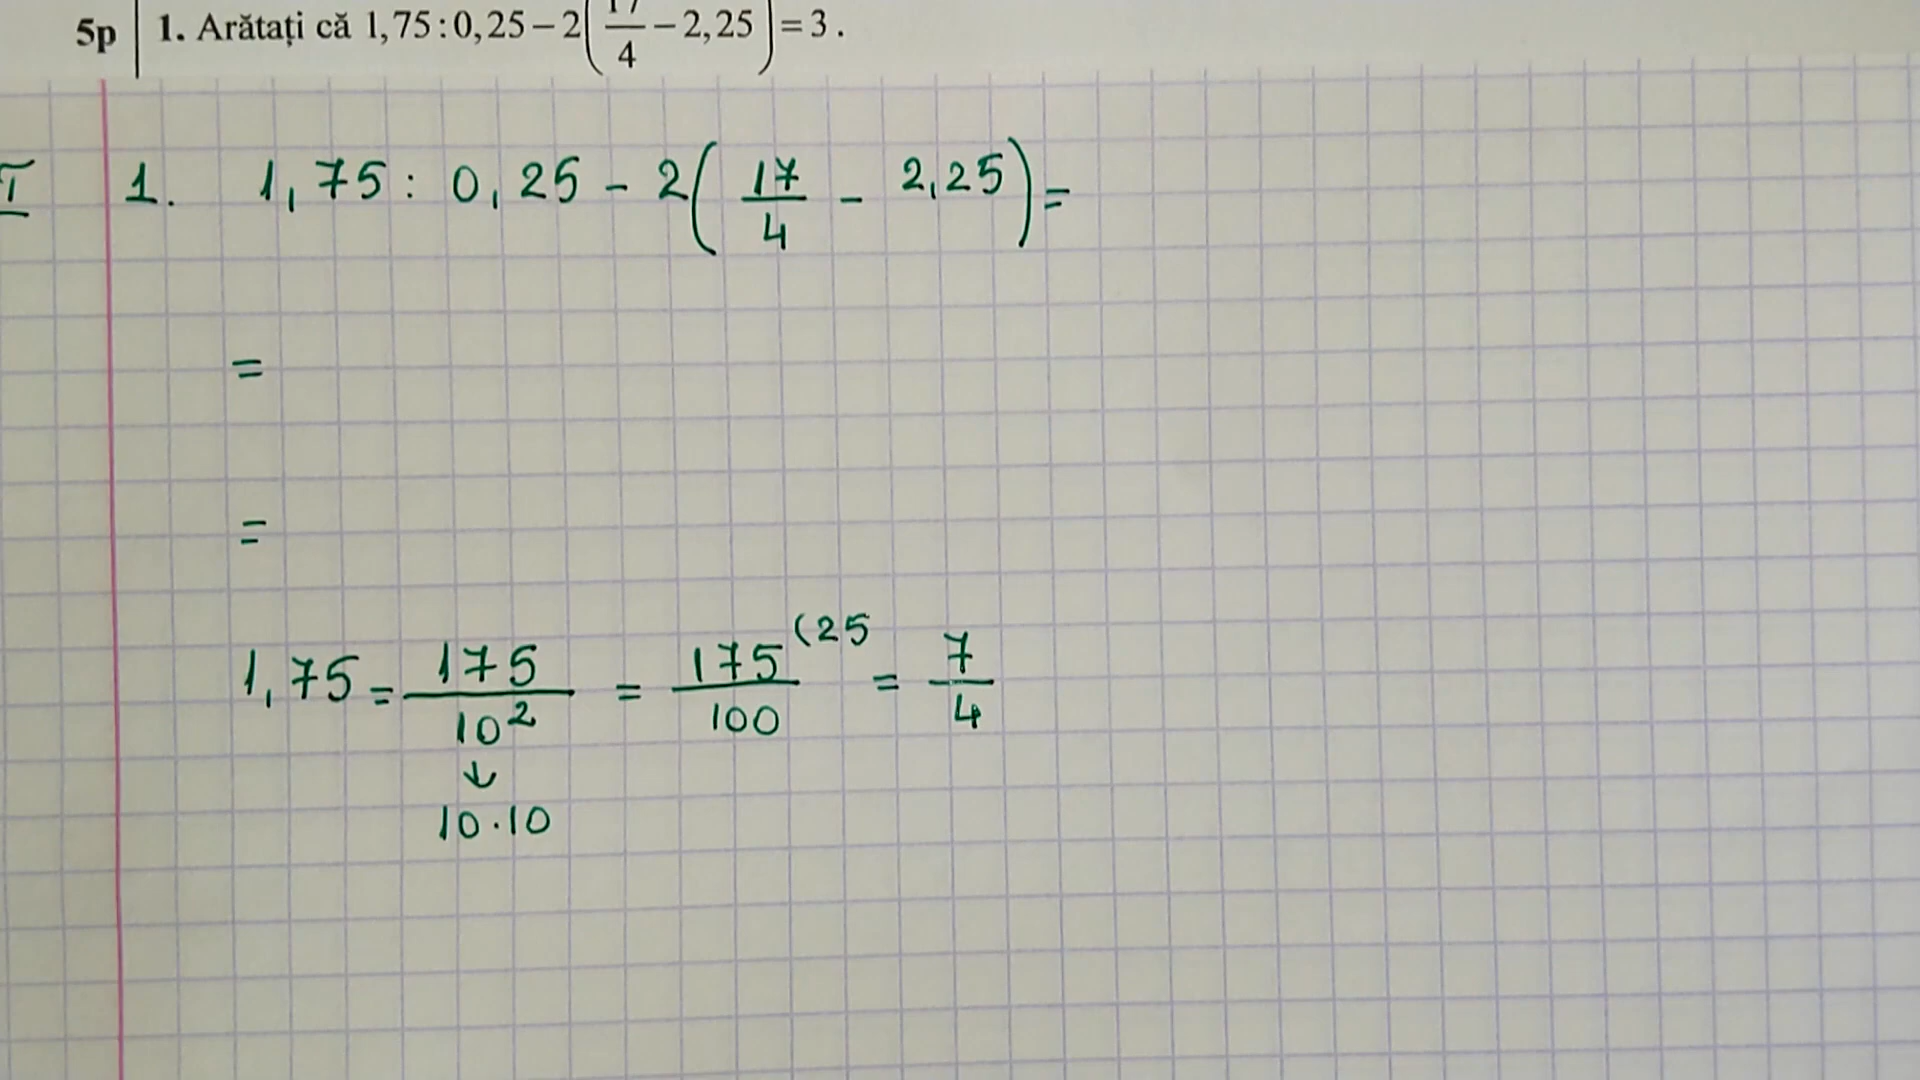 5p 1. Arătați că 1,75:0,25−2(17/4−2,25)=3.
I 1. 1,75 : 0,25 − 2(17/4 − 2,25) =
=
=
1,75 = 175/10² = 175/100 (25 = 7/4
↓
10·10